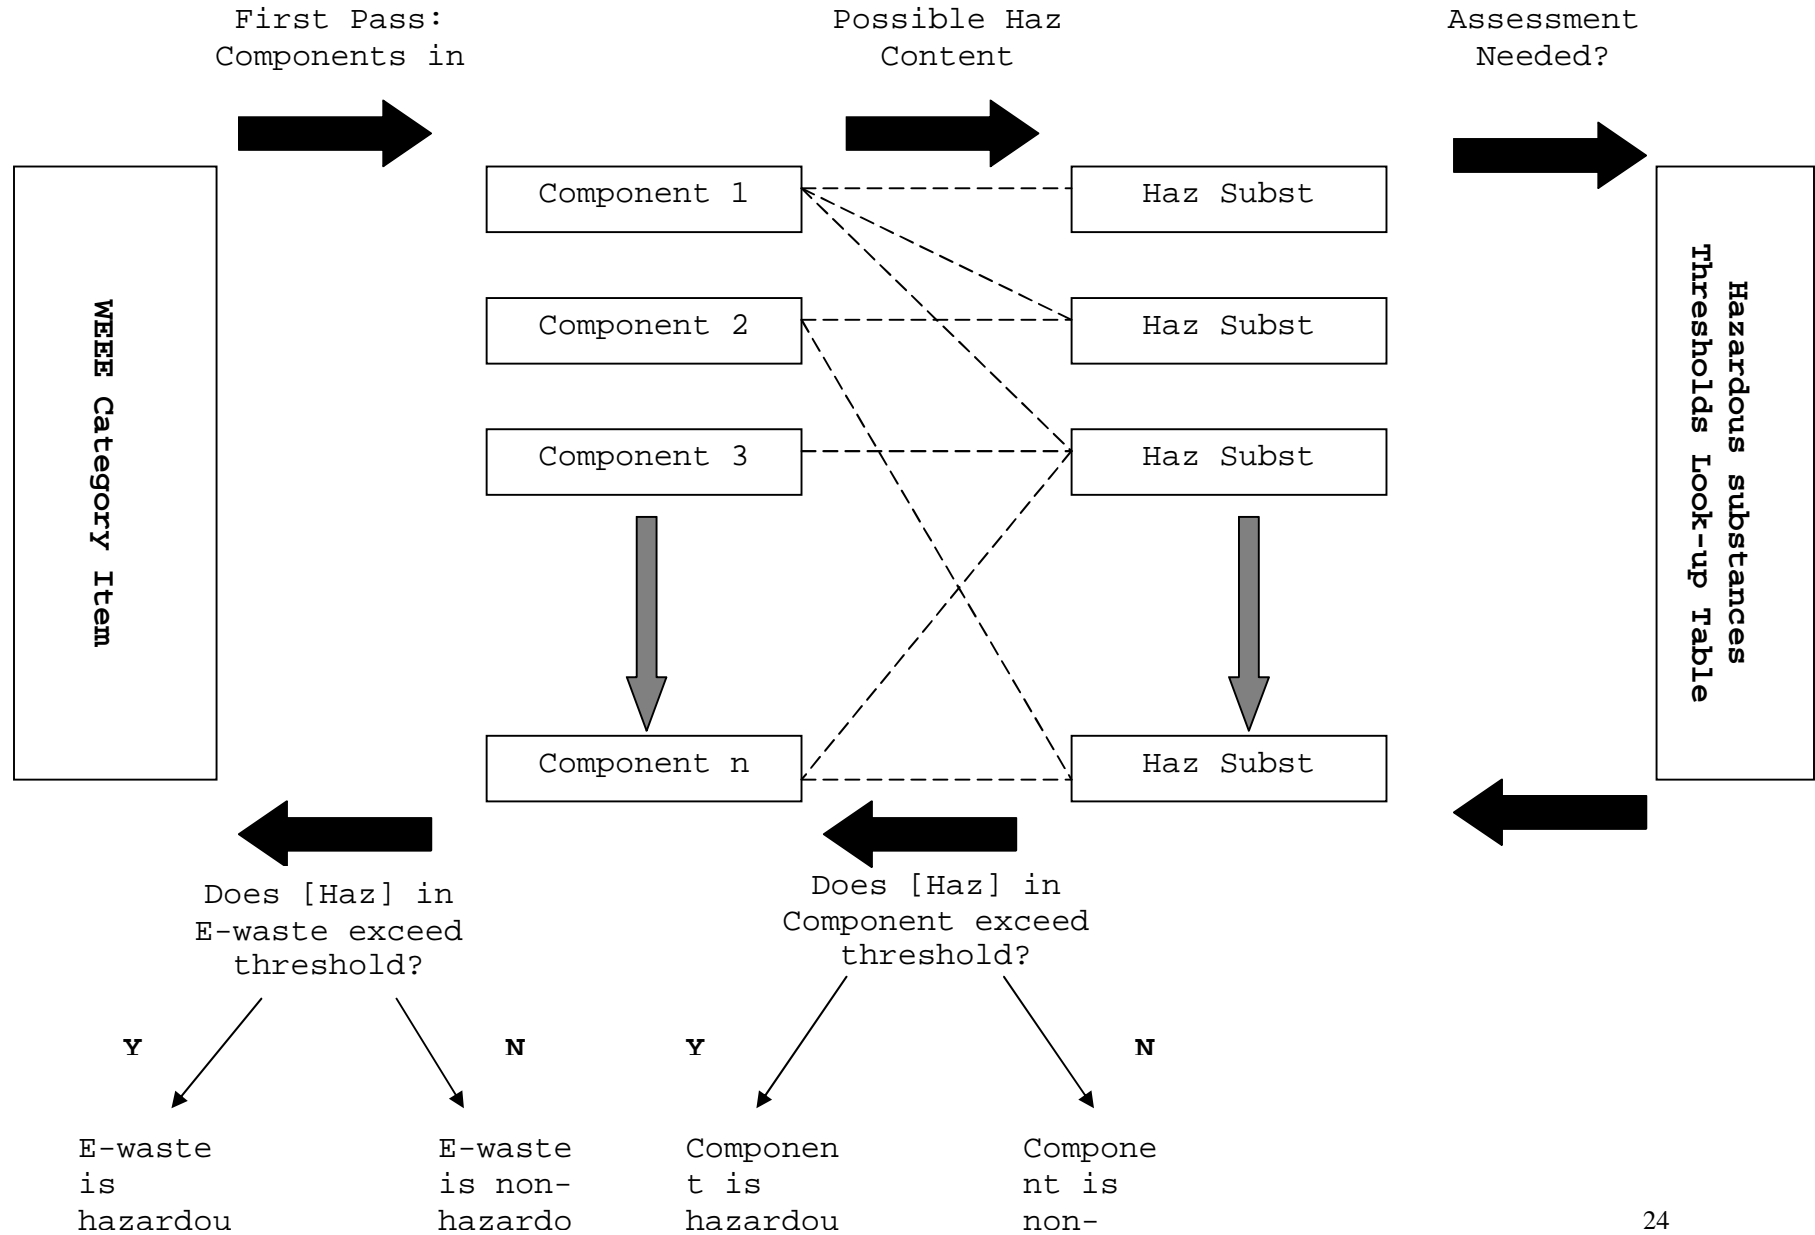 First Pass:
Components in
Possible Haz
Content
Assessment
Needed?
WEEE Category Item
Component 1
Component 2
Component 3
Component n
Haz Subst
Haz Subst
Haz Subst
Haz Subst
Hazardous substances
Thresholds Look-up Table
Does [Haz] in
E-waste exceed
threshold?
Does [Haz] in
Component exceed
threshold?
Y
N
Y
N
E-waste
is
hazardou
E-waste
is non-
hazardo
Componen
t is
hazardou
Compone
nt is
non-
24